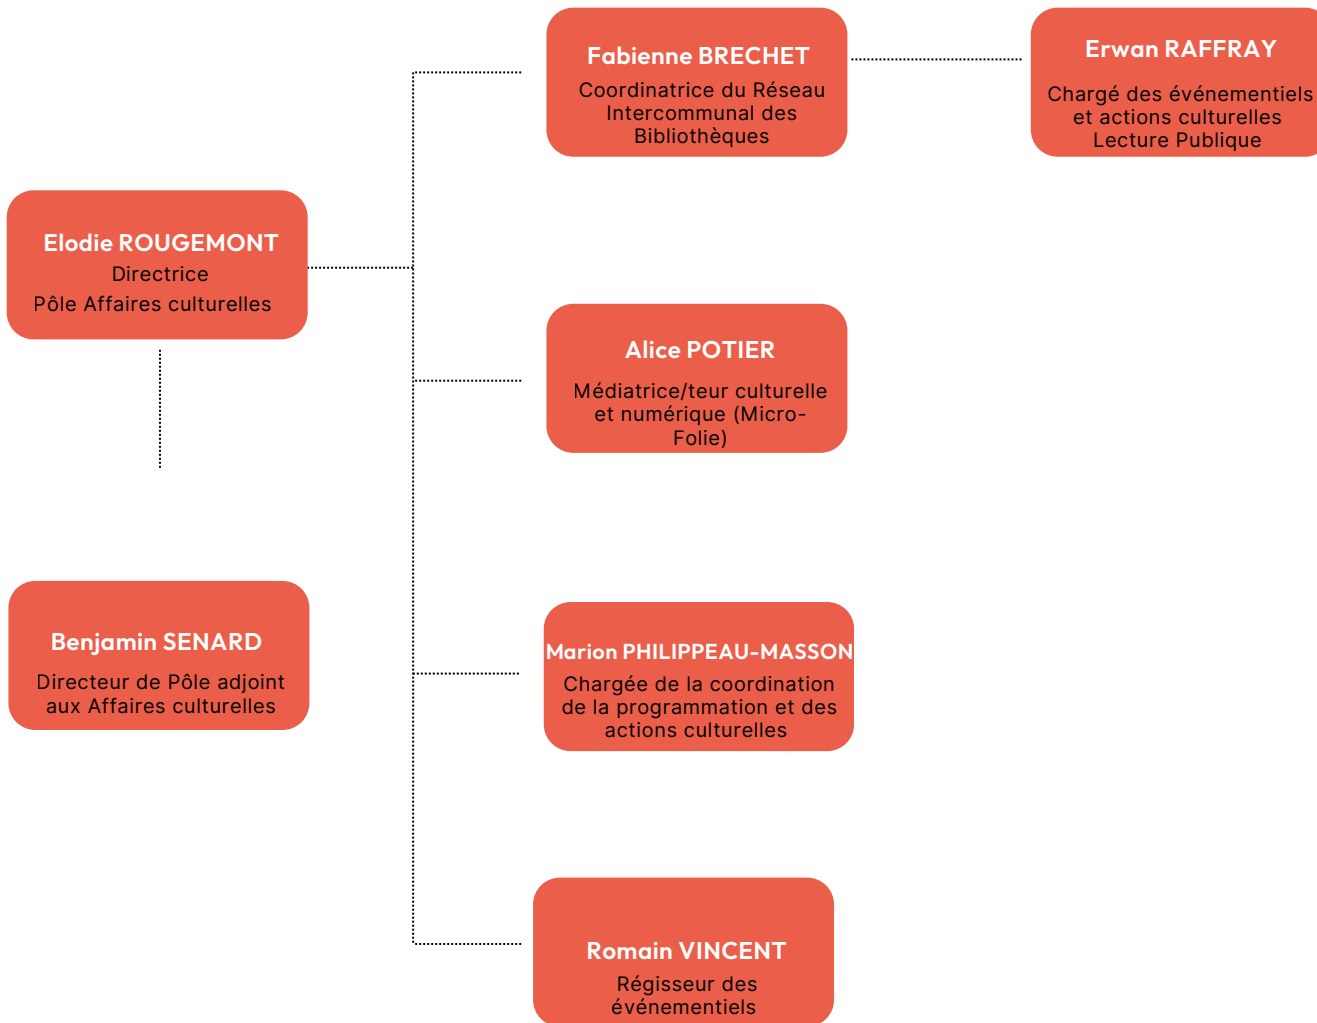 Fabienne BRECHET
Coordinatrice du Réseau
Intercommunal des
Bibliothèques
Erwan RAFFRAY
Chargé des événementiels
et actions culturelles
Lecture Publique
Elodie ROUGEMONT
Directrice
Pôle Affaires culturelles
Alice POTIER
Médiatrice/teur culturelle
et numérique (Micro-
Folie)
Benjamin SENARD
Directeur de Pôle adjoint
aux Affaires culturelles
Marion PHILIPPEAU-MASSON
Chargée de la coordination
de la programmation et des
actions culturelles
Romain VINCENT
Régisseur des
événementiels